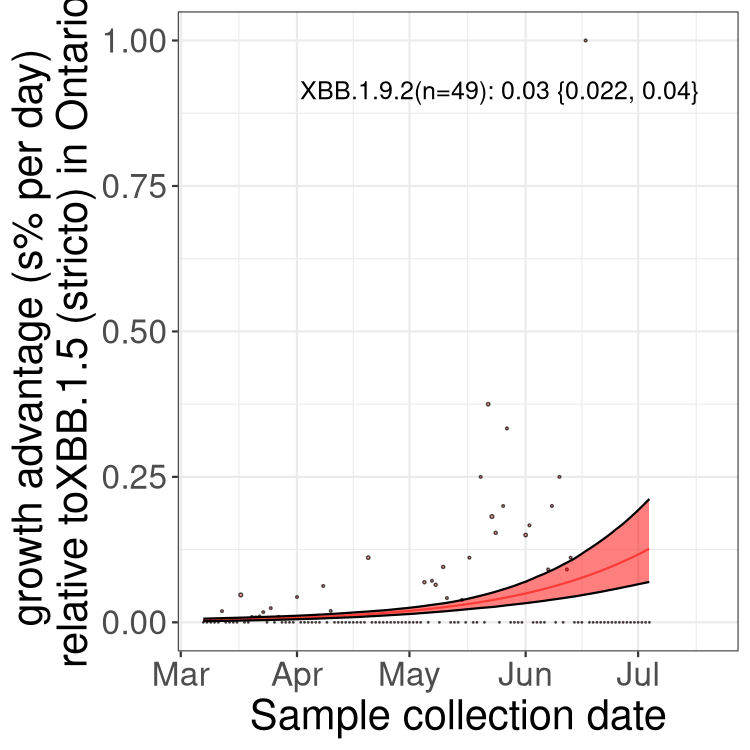 growth advantage (s% per day)
relative toXBB.1.5 (stricto) in Ontario
1.00
0.75
0.50
0.25
0.00
XBB.1.9.2(n=49): 0.03 {0.022, 0.04}
Mar Apr May Jun Jul
Sample collection date